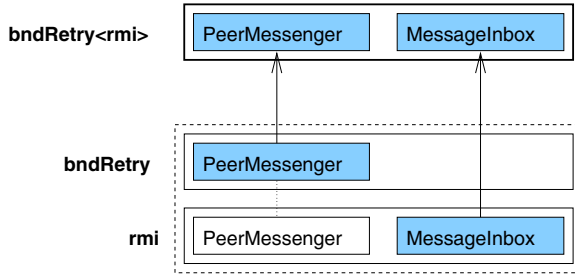 bndRetry<rmi> PeerMessenger MessageInbox
bndRetry PeerMessenger
rmi PeerMessenger MessageInbox